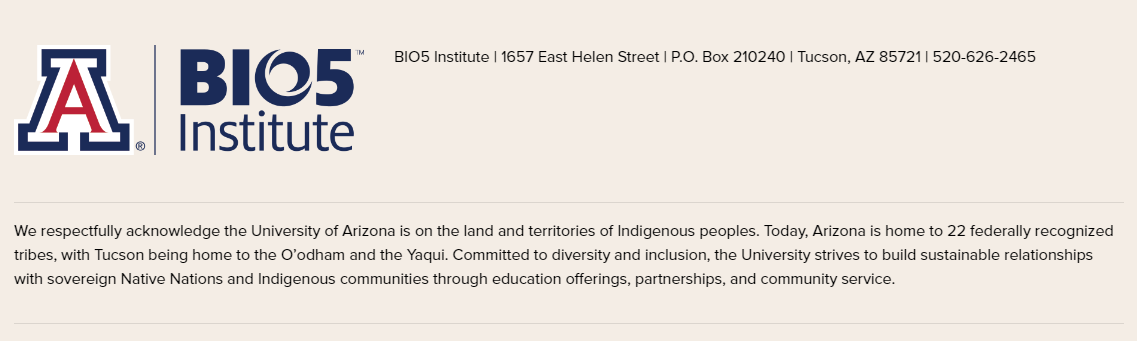 A®
BIO5™
Institute
BIO5 Institute | 1657 East Helen Street | P.O. Box 210240 | Tucson, AZ 85721 | 520-626-2465
We respectfully acknowledge the University of Arizona is on the land and territories of Indigenous peoples. Today, Arizona is home to 22 federally recognized
tribes, with Tucson being home to the O’odham and the Yaqui. Committed to diversity and inclusion, the University strives to build sustainable relationships
with sovereign Native Nations and Indigenous communities through education offerings, partnerships, and community service.